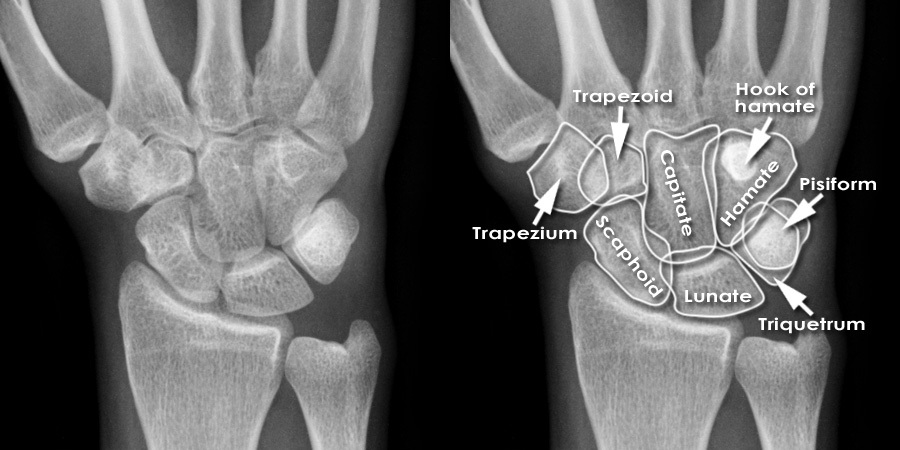 Trapezoid
Hook of
hamate
Capitate
Hamate
Pisiform
Trapezium
Scaphoid
Lunate
Triquetrum